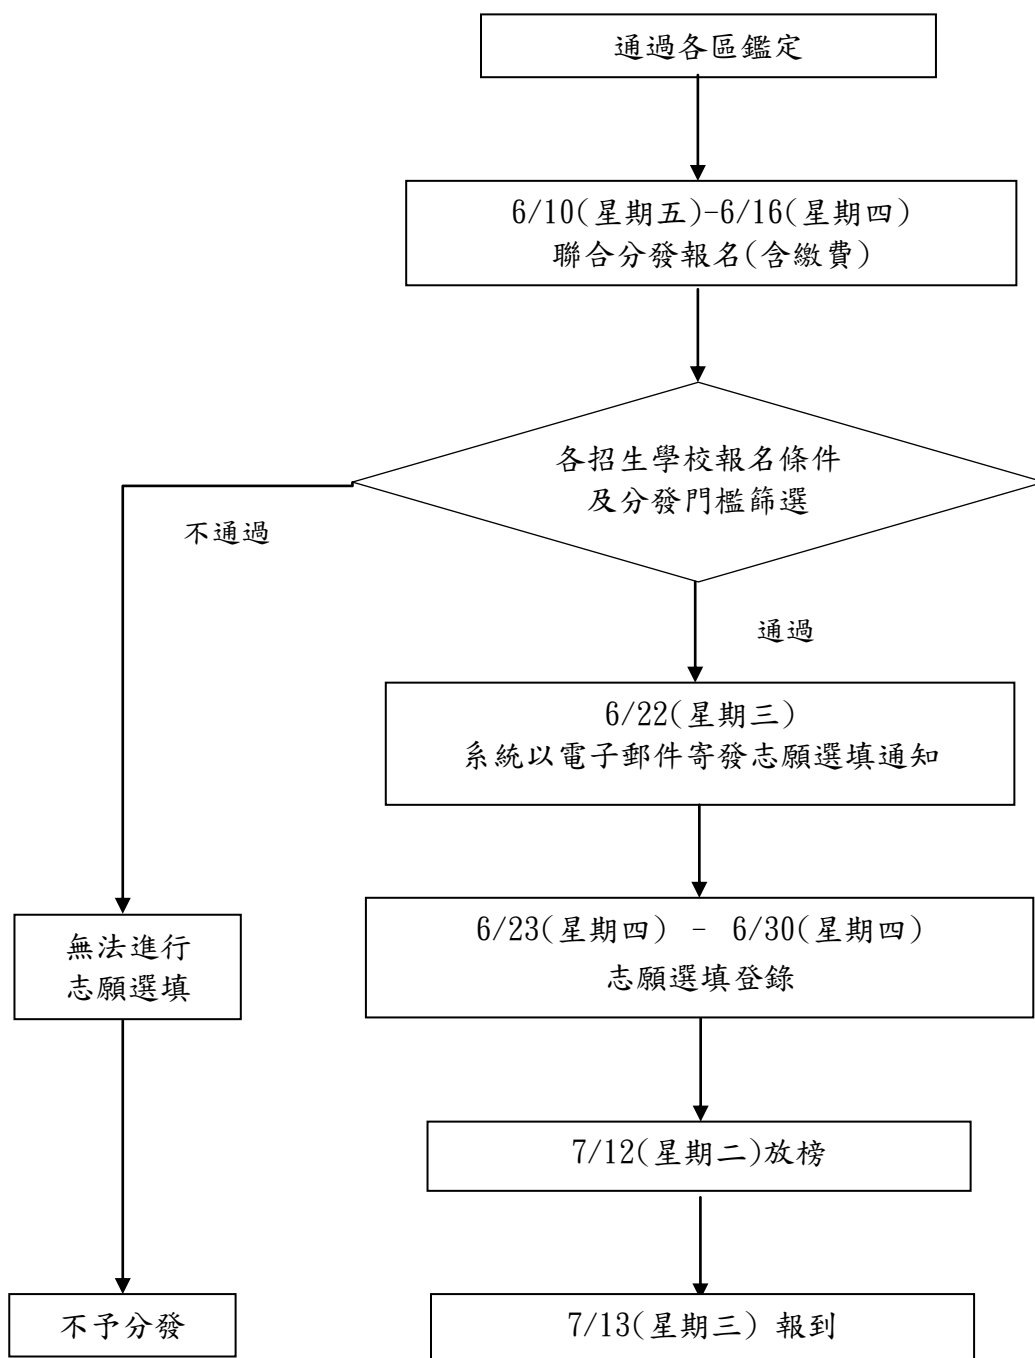 通過各區鑑定
6/10(星期五)-6/16(星期四)
聯合分發報名(含繳費)
各招生學校報名條件
及分發門檻篩選
不通過
通過
6/22(星期三)
系統以電子郵件寄發志願選填通知
6/23(星期四) - 6/30(星期四)
志願選填登錄
無法進行
志願選填
7/12(星期二)放榜
不予分發
7/13(星期三) 報到